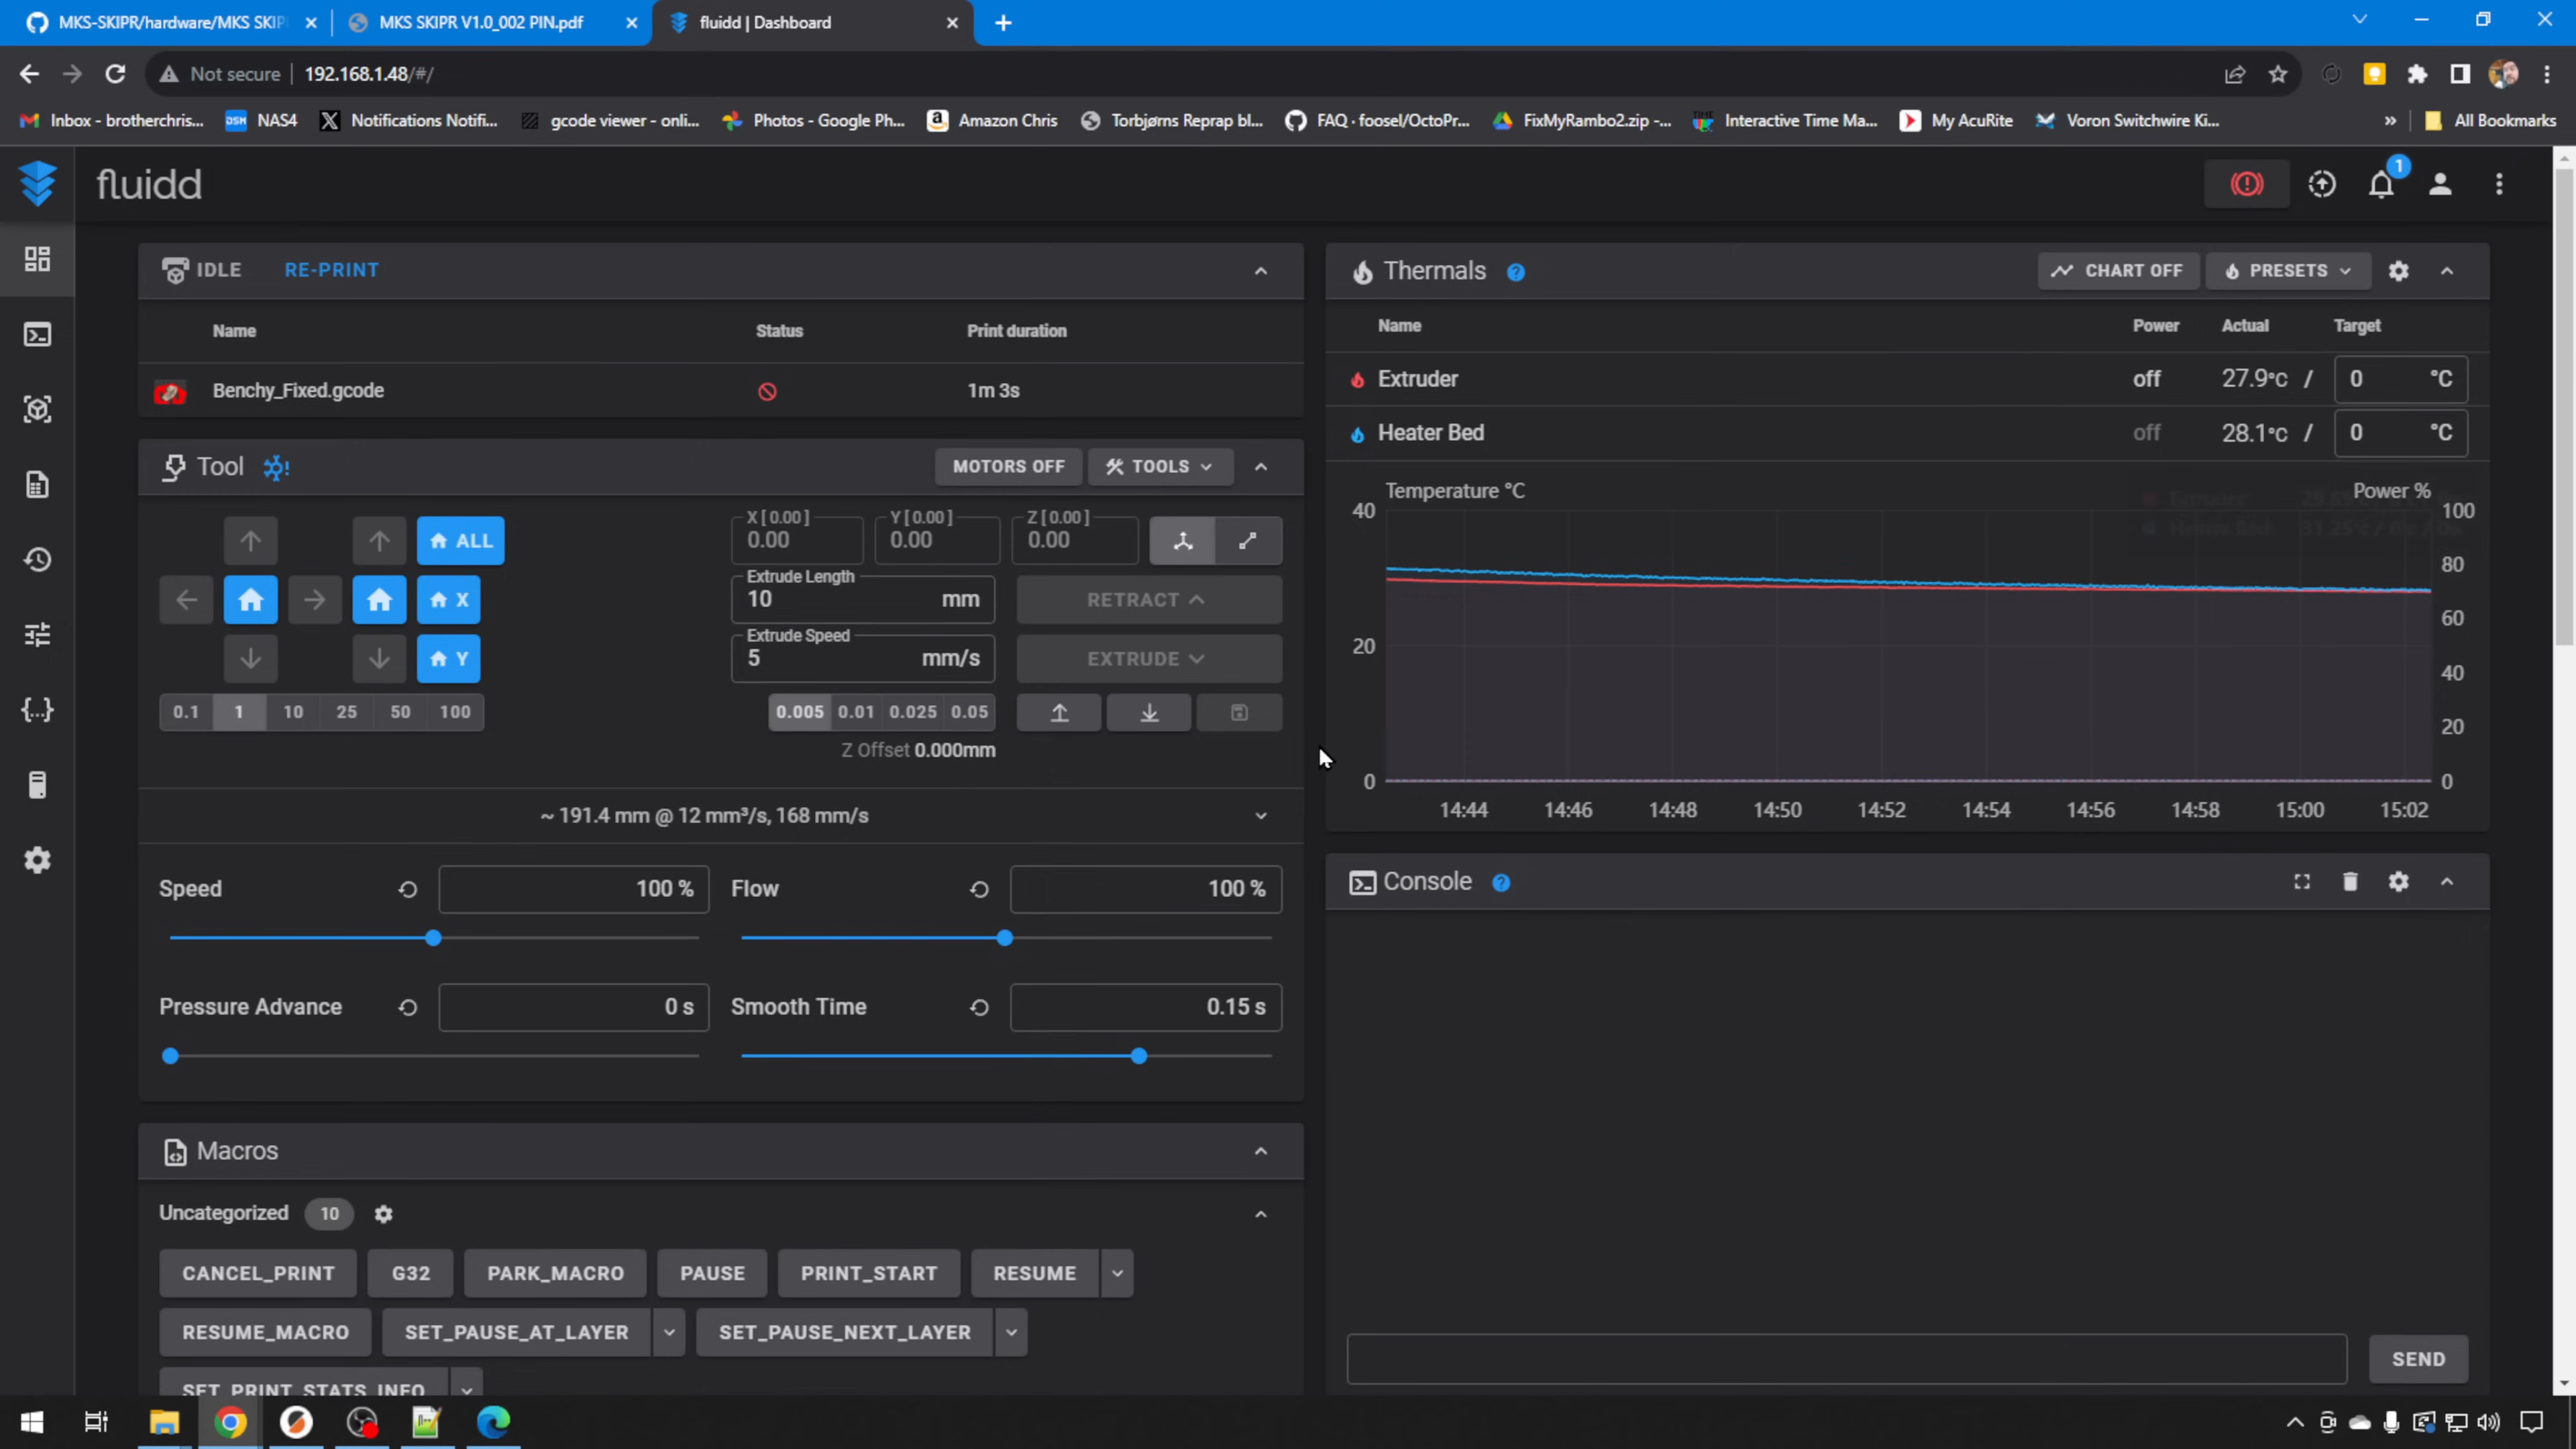 MKS-SKIPR/hardware/MKS SKIP
MKS SKIPR V1.0_002 PIN.pdf
fluidd | Dashboard
Not secure
192.168.1.48/#/
Inbox - brotherchris...
NAS4
Notifications Notifi...
gcode viewer - onli...
Photos - Google Ph...
Amazon Chris
Torbjørns Reprap bl...
FAQ · foosel/OctoPr...
FixMyRambo2.zip -...
Interactive Time Ma...
My AcuRite
Voron Switchwire Ki...
»
All Bookmarks
fluidd
1
IDLE
RE-PRINT
Name
Status
Print duration
Benchy_Fixed.gcode
1m 3s
Tool
MOTORS OFF
TOOLS
ALL
X [ 0.00 ]
0.00
Y [ 0.00 ]
0.00
Z [ 0.00 ]
0.00
X
Extrude Length
10 mm
RETRACT
Y
Extrude Speed
5 mm/s
EXTRUDE
0.1 1 10 25 50 100
0.005 0.01 0.025 0.05
Z Offset 0.000mm
~ 191.4 mm @ 12 mm³/s, 168 mm/s
Speed 100 %
Flow 100 %
Pressure Advance 0 s
Smooth Time 0.15 s
Macros
Uncategorized 10
CANCEL_PRINT G32 PARK_MACRO PAUSE PRINT_START RESUME
RESUME_MACRO SET_PAUSE_AT_LAYER SET_PAUSE_NEXT_LAYER
SET_PRINT_STATS_INFO
Thermals
CHART OFF
PRESETS
Name Power Actual Target
Extruder off 27.9°C / 0 °C
Heater Bed off 28.1°C / 0 °C
Temperature °C
Power %
40
20
0
100
80
60
40
20
0
14:44 14:46 14:48 14:50 14:52 14:54 14:56 14:58 15:00 15:02
Console
SEND